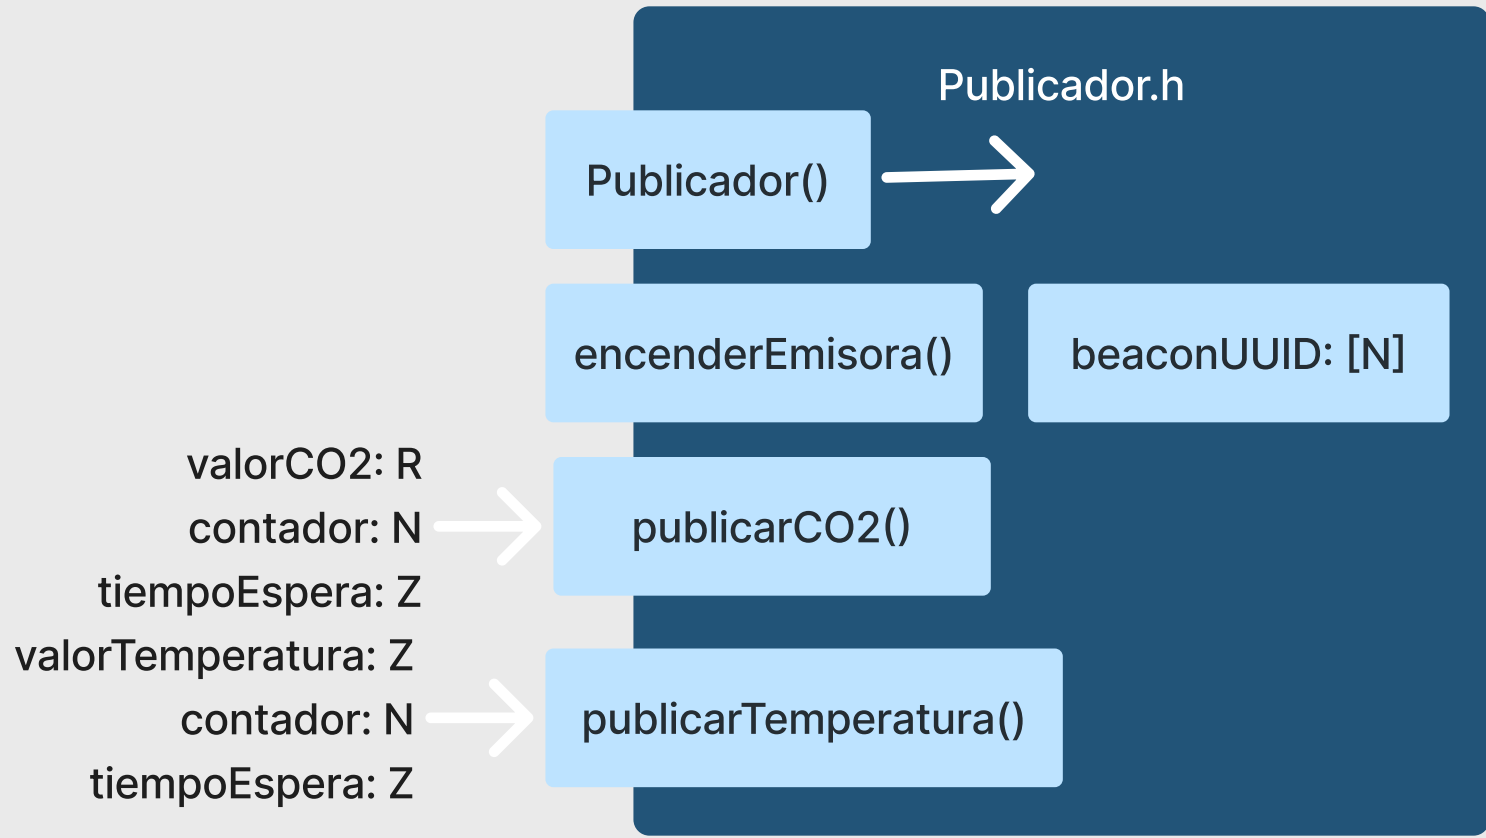 Publicador.h
Publicador()
encenderEmisora()
beaconUUID: [N]
valorCO2: R
contador: N
tiempoEspera: Z
publicarCO2()
valorTemperatura: Z
contador: N
tiempoEspera: Z
publicarTemperatura()